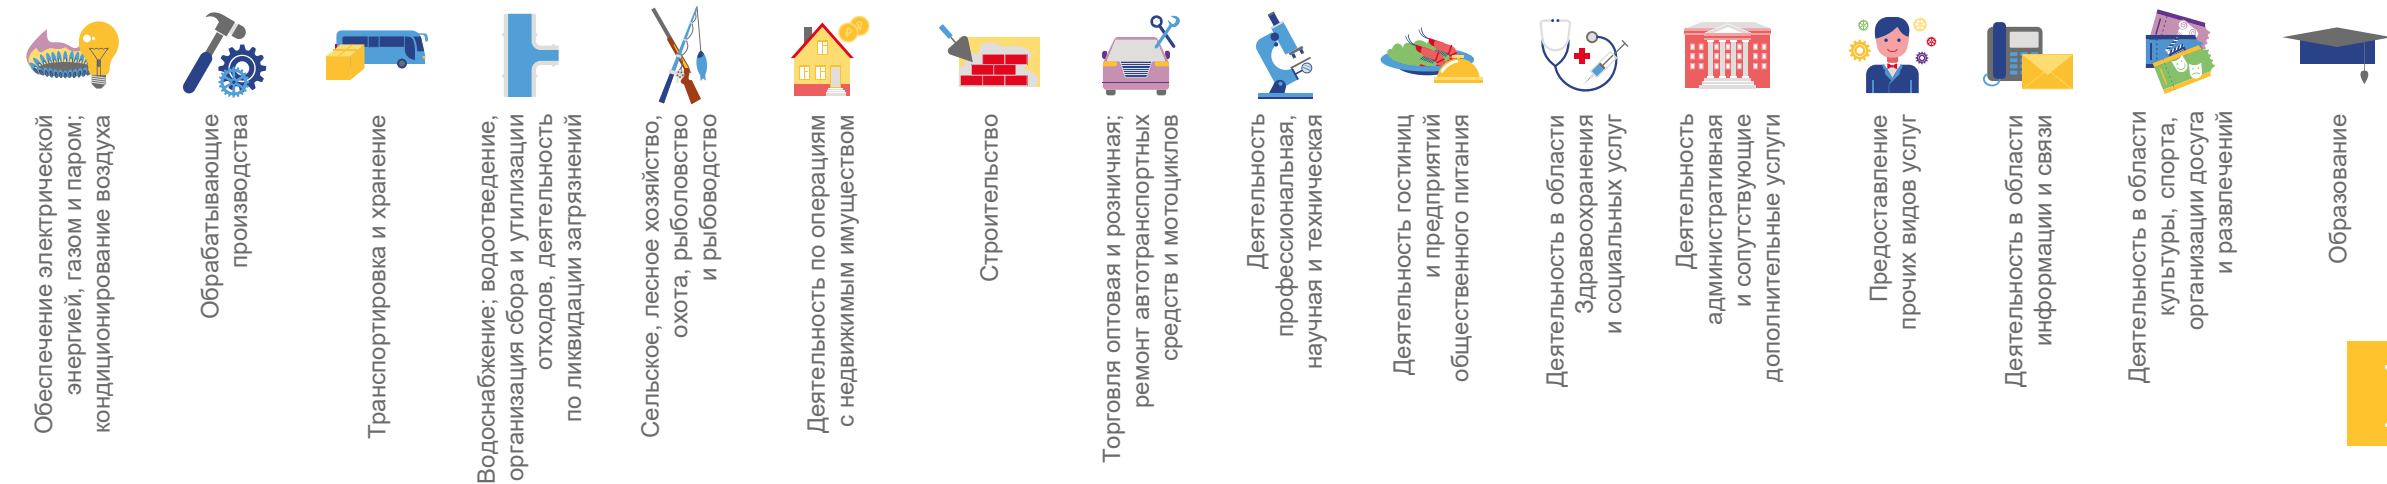 Обеспечение электрической
энергией, газом и паром;
кондиционирование воздуха
Обрабатывающие
производства
Транспортировка и хранение
Водоснабжение; водоотведение,
организация сбора и утилизации
отходов, деятельность
по ликвидации загрязнений
Сельское, лесное хозяйство,
охота, рыболовство
и рыбоводство
Деятельность по операциям
с недвижимым имуществом
Строительство
Торговля оптовая и розничная;
ремонт автотранспортных
средств и мотоциклов
Деятельность
профессиональная,
научная и техническая
Деятельность гостиниц
и предприятий
общественного питания
Деятельность в области
Здравоохранения
и социальных услуг
Деятельность
административная
и сопутствующие
дополнительные услуги
Предоставление
прочих видов услуг
Деятельность в области
информации и связи
Деятельность в области
культуры, спорта,
организации досуга
и развлечений
Образование